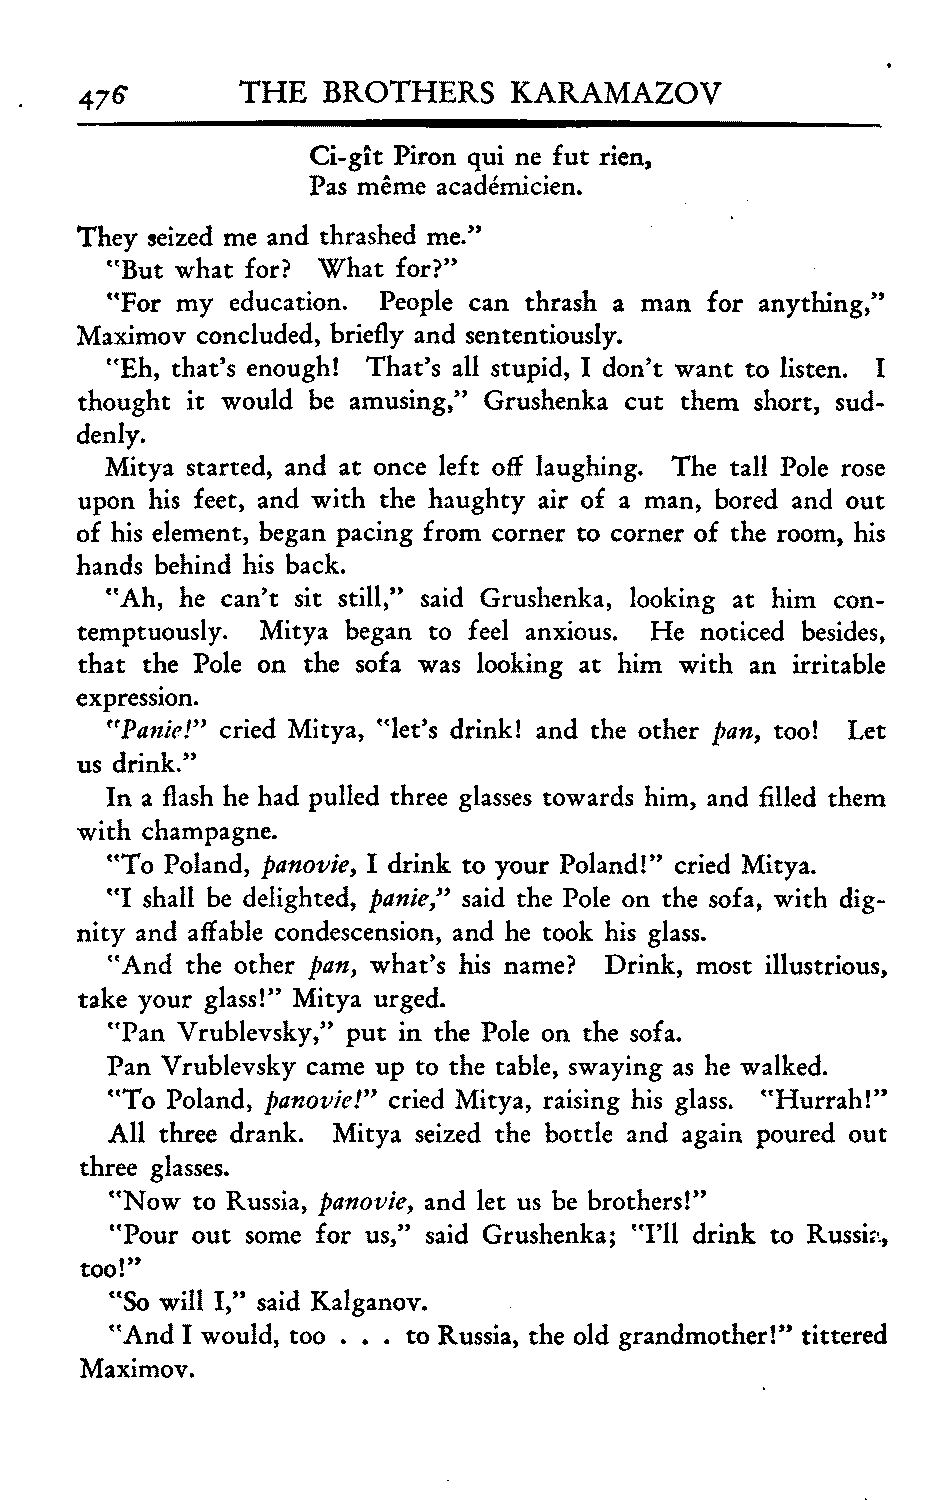 476 THE BROTHERS KARAMAZOV
Ci-gît Piron qui ne fut rien,
Pas même académicien.
They seized me and thrashed me."
"But what for? What for?"
"For my education. People can thrash a man for anything,"
Maximov concluded, briefly and sententiously.
"Eh, that's enough! That's all stupid, I don't want to listen. I
thought it would be amusing," Grushenka cut them short, sud-
denly.
Mitya started, and at once left off laughing. The tall Pole rose
upon his feet, and with the haughty air of a man, bored and out
of his element, began pacing from corner to corner of the room, his
hands behind his back.
"Ah, he can't sit still," said Grushenka, looking at him con-
temptuously. Mitya began to feel anxious. He noticed besides,
that the Pole on the sofa was looking at him with an irritable
expression.
"Panie!" cried Mitya, "let's drink! and the other pan, too! Let
us drink."
In a flash he had pulled three glasses towards him, and filled them
with champagne.
"To Poland, panovie, I drink to your Poland!" cried Mitya.
"I shall be delighted, panie," said the Pole on the sofa, with dig-
nity and affable condescension, and he took his glass.
"And the other pan, what's his name? Drink, most illustrious,
take your glass!" Mitya urged.
"Pan Vrublevsky," put in the Pole on the sofa.
Pan Vrublevsky came up to the table, swaying as he walked.
"To Poland, panovie!" cried Mitya, raising his glass. "Hurrah!"
All three drank. Mitya seized the bottle and again poured out
three glasses.
"Now to Russia, panovie, and let us be brothers!"
"Pour out some for us," said Grushenka; "I'll drink to Russia,
too!"
"So will I," said Kalganov.
"And I would, too . . . to Russia, the old grandmother!" tittered
Maximov.